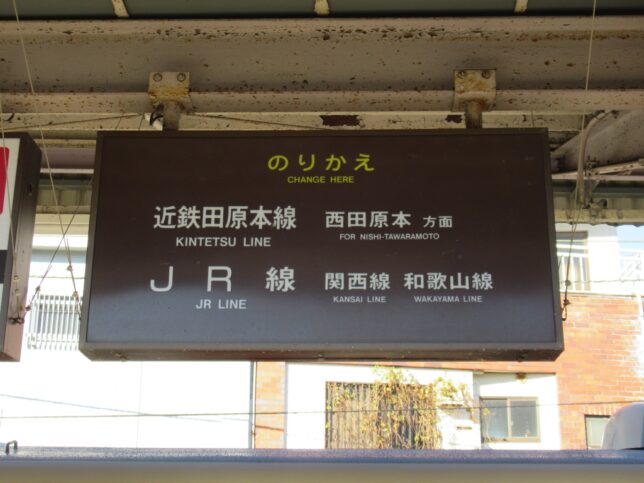 のりかえ
CHANGE HERE
近鉄田原本線 西田原本 方面
KINTETSU LINE FOR NISHI-TAWARAMOTO
JR線 関西線 和歌山線
JR LINE KANSAI LINE WAKAYAMA LINE